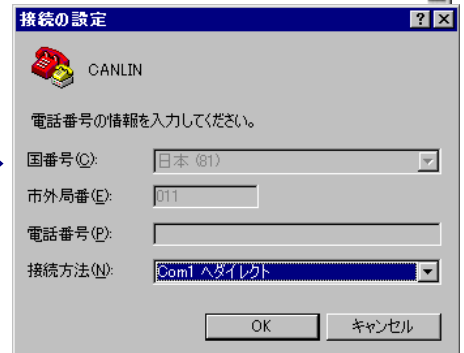 接続の設定
CANLIN
電話番号の情報を入力してください。
国番号(C): 日本 (81)
市外局番(E): 011
電話番号(P):
接続方法(N): Com1 へダイレクト
OK キャンセル